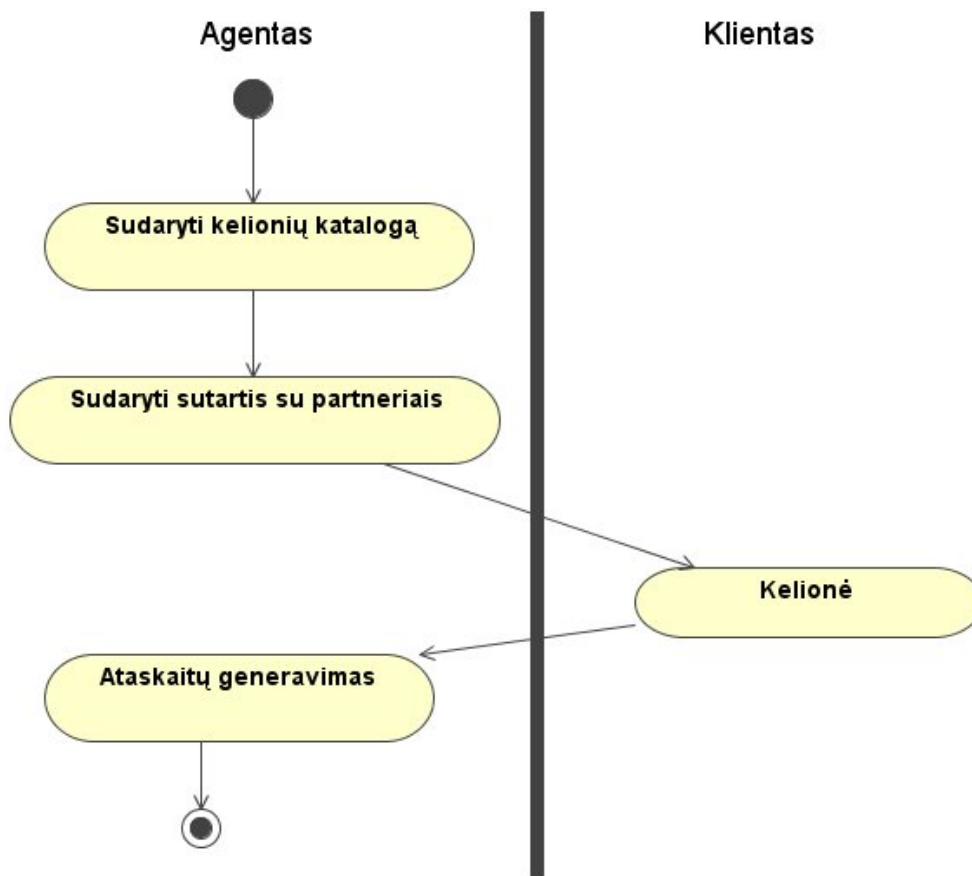 Agentas
Klientas
Sudaryti kelionių katalogą
Sudaryti sutartis su partneriais
Kelionė
Ataskaitų generavimas